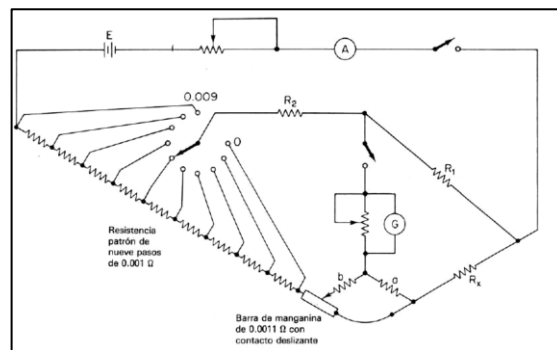 E
A
0.009
R2
0
R1
G
Resistencia
patrón de
nueve pasos
de 0.001 Ω
b
a
Rx
Barra de manganina
de 0.0011 Ω con
contacto deslizante